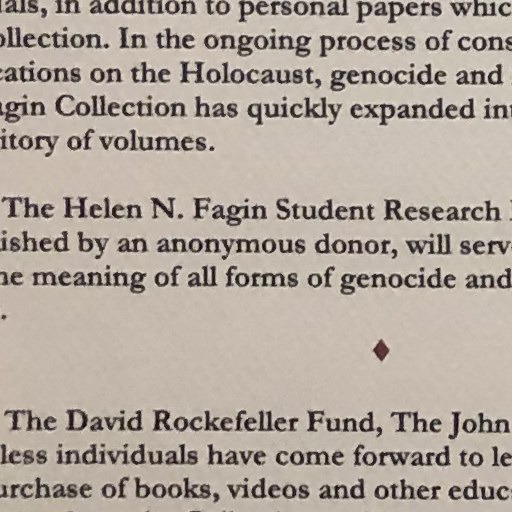 ials, in addition to personal papers whic
ollection. In the ongoing process of cons
cations on the Holocaust, genocide and
agin Collection has quickly expanded int
itory of volumes.
The Helen N. Fagin Student Research
ished by an anonymous donor, will serv
he meaning of all forms of genocide and
.
The David Rockefeller Fund, The John
less individuals have come forward to le
urchase of books, videos and other educ